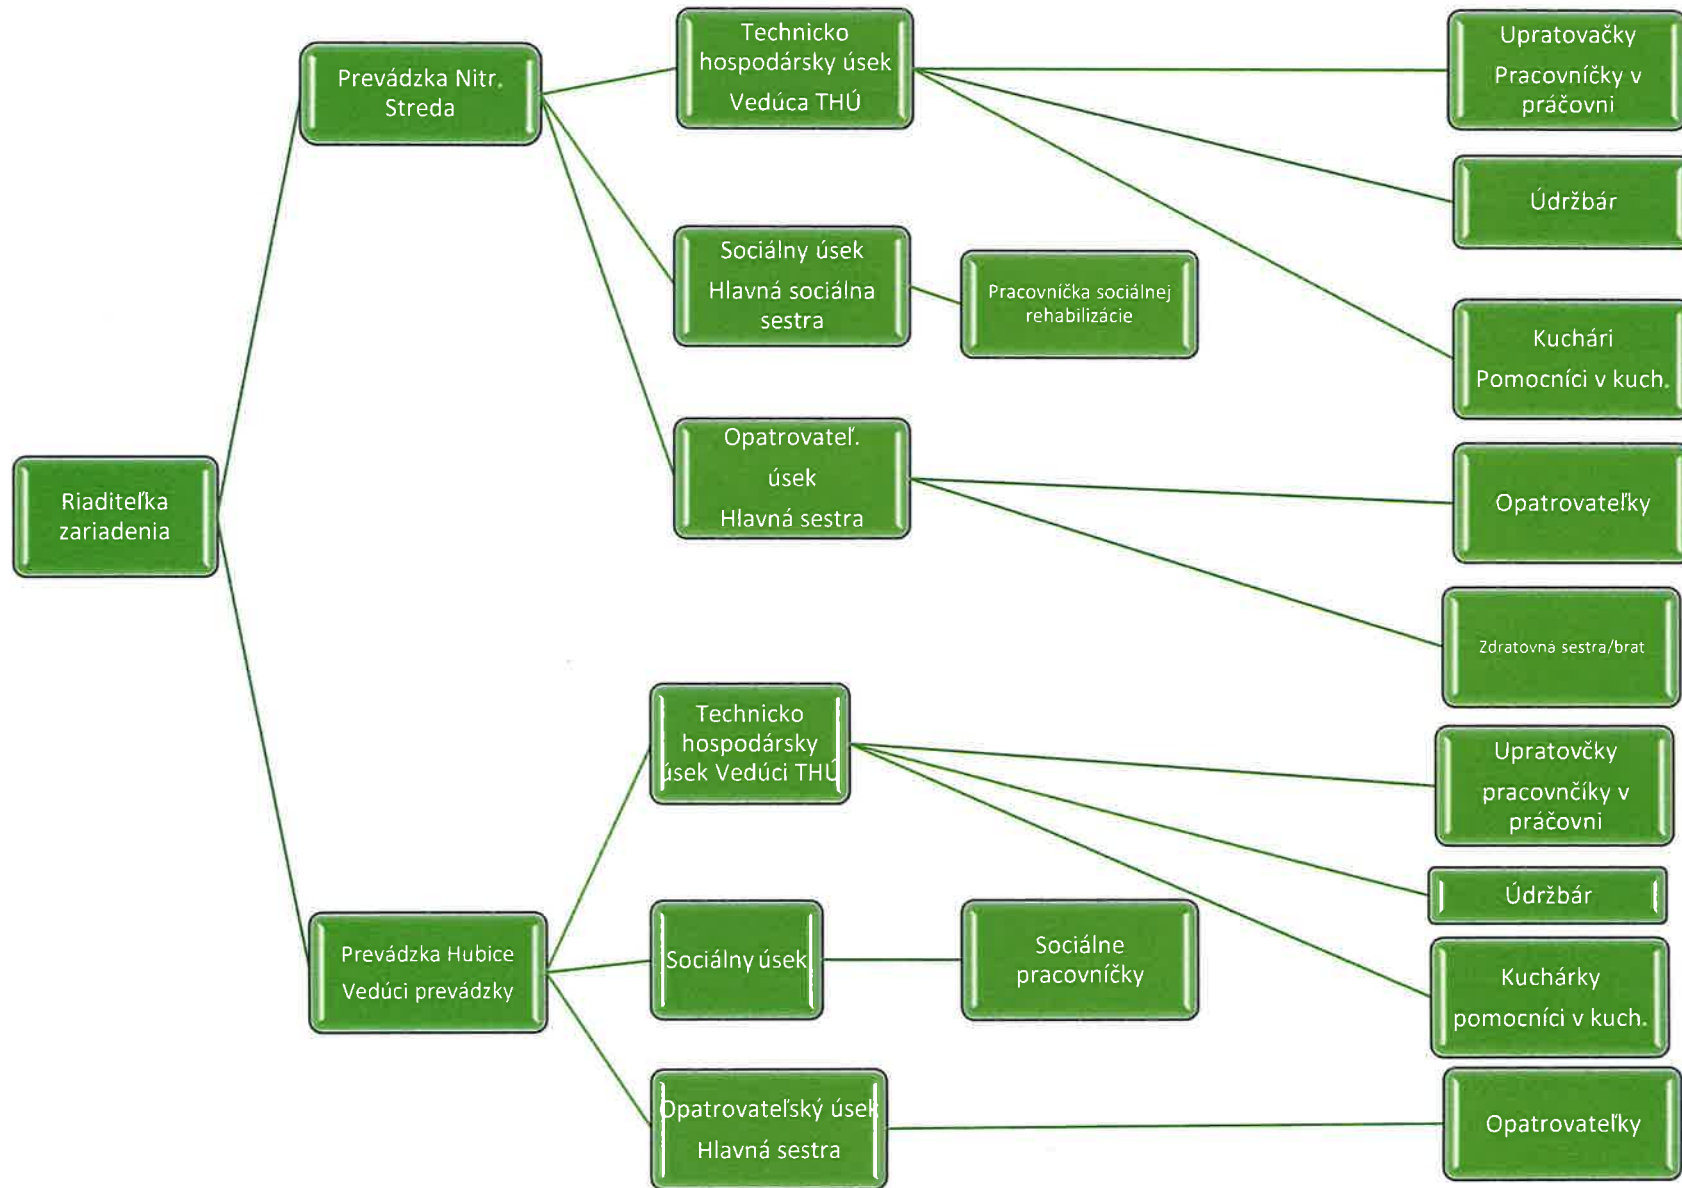 Riaditeľka
zariadenia
Prevádzka Nitr.
Streda
Technicko
hospodársky úsek
Vedúca THÚ
Upratovačky
Pracovníčky v
práčovni
Údržbár
Kuchári
Pomocníci v kuch.
Sociálny úsek
Hlavná sociálna
sestra
Pracovníčka sociálnej
rehabilizácie
Opatrovateľ.
úsek
Hlavná sestra
Opatrovateľky
Zdratovná sestra/brat
Prevádzka Hubice
Vedúci prevádzky
Technicko
hospodársky
úsek Vedúci THÚ
Upratovčky
pracovnčíky v
práčovni
Údržbár
Kuchárky
pomocníci v kuch.
Sociálny úsek
Sociálne
pracovníčky
Opatrovateľský úsek
Hlavná sestra
Opatrovateľky